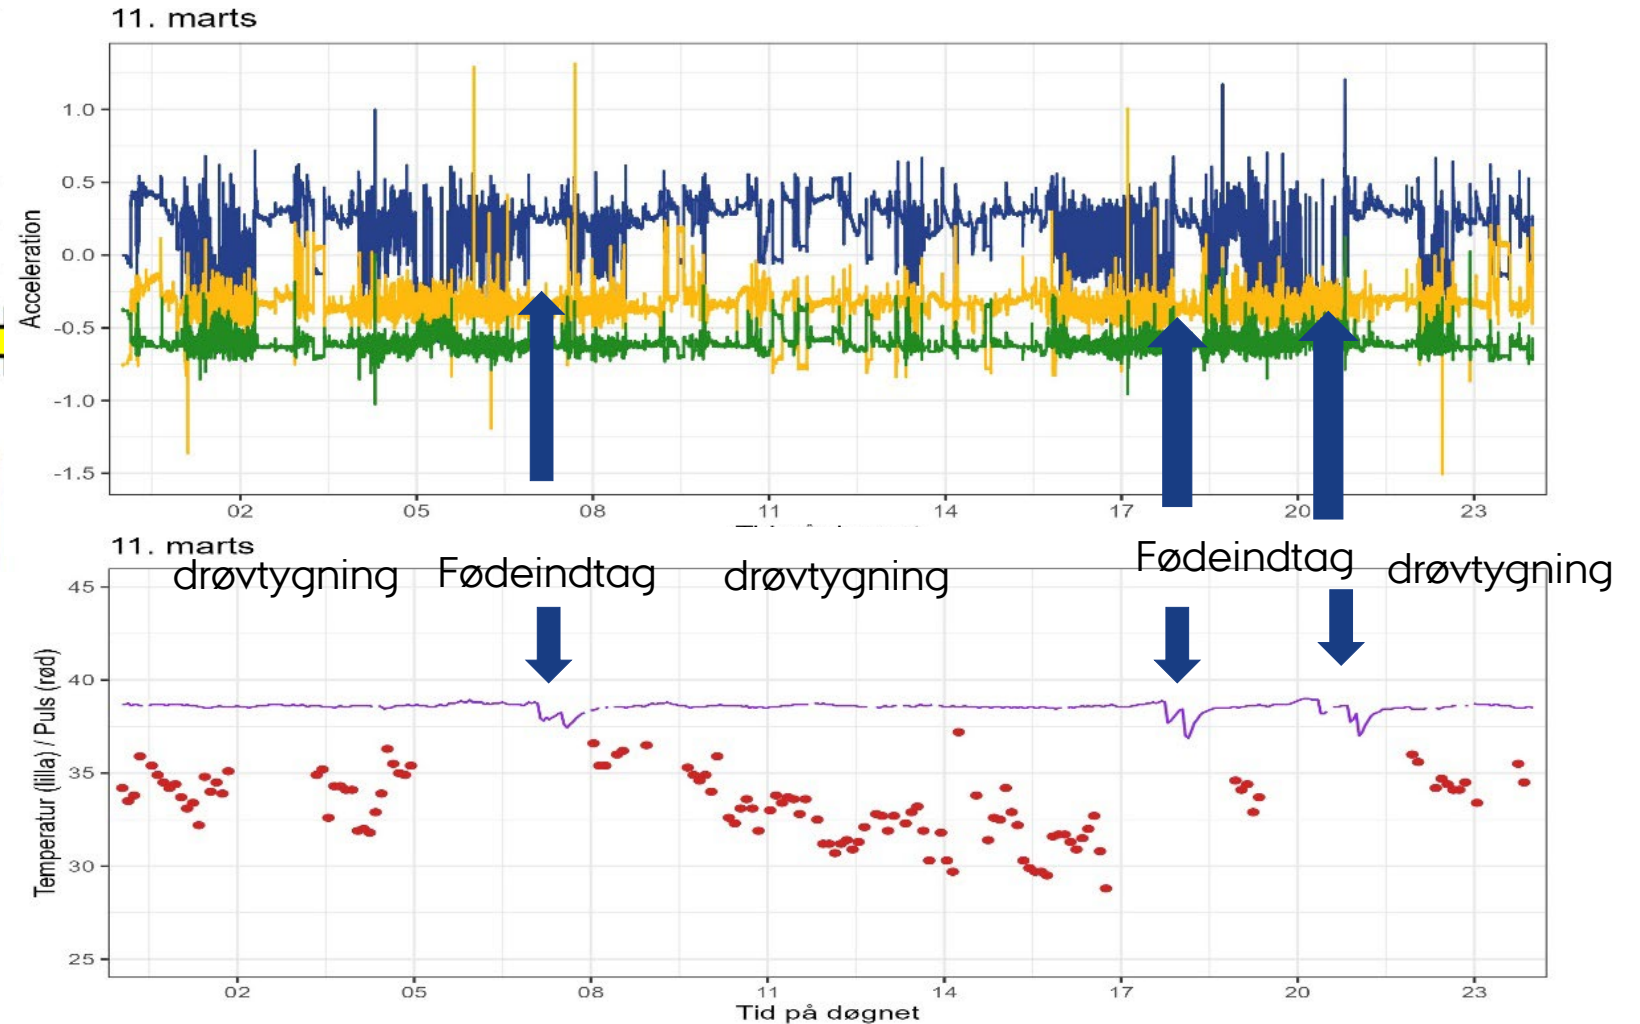 11. marts
Acceleration
1.0
0.5
0.0
-0.5
-1.0
-1.5
02 05 08 11 14 17 20 23
11. marts
drøvtygning Fødeindtag drøvtygning Fødeindtag drøvtygning
Temperatur (lilla) / Puls (rød)
45
40
35
30
25
02 05 08 11 14 17 20 23
Tid på døgnet